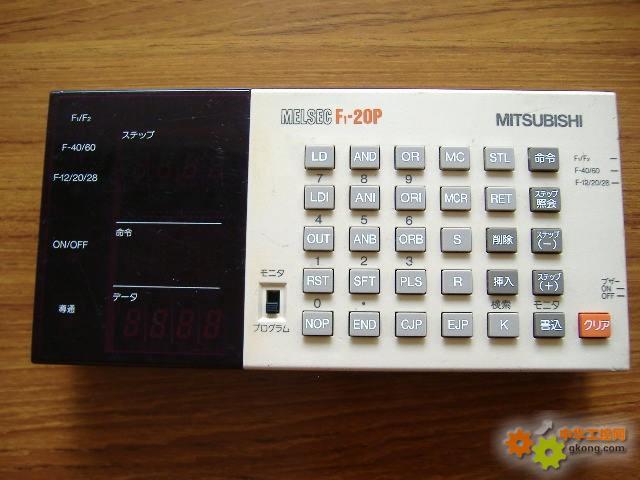 F₁/F₂
ステップ
F-40/60
F-12/20/28
ON/OFF
命令
導通
データ
MELSEC F₁-20P
MITSUBISHI
LD AND OR MC STL 命令
7 8 9
LDI ANI ORI MCR RET ステップ照会
4 5 6
OUT ANB ORB S 削除 ステップ(−)
1 2 3
RST SFT PLS R 挿入 ステップ(+)
0 • 検索 モニタ
NOP END CJP EJP K 書込 クリア
モニタ
プログラム
F₁/F₂
F-40/60
F-12/20/28
ブザー
ON
OFF
中华工控网
gkong.com